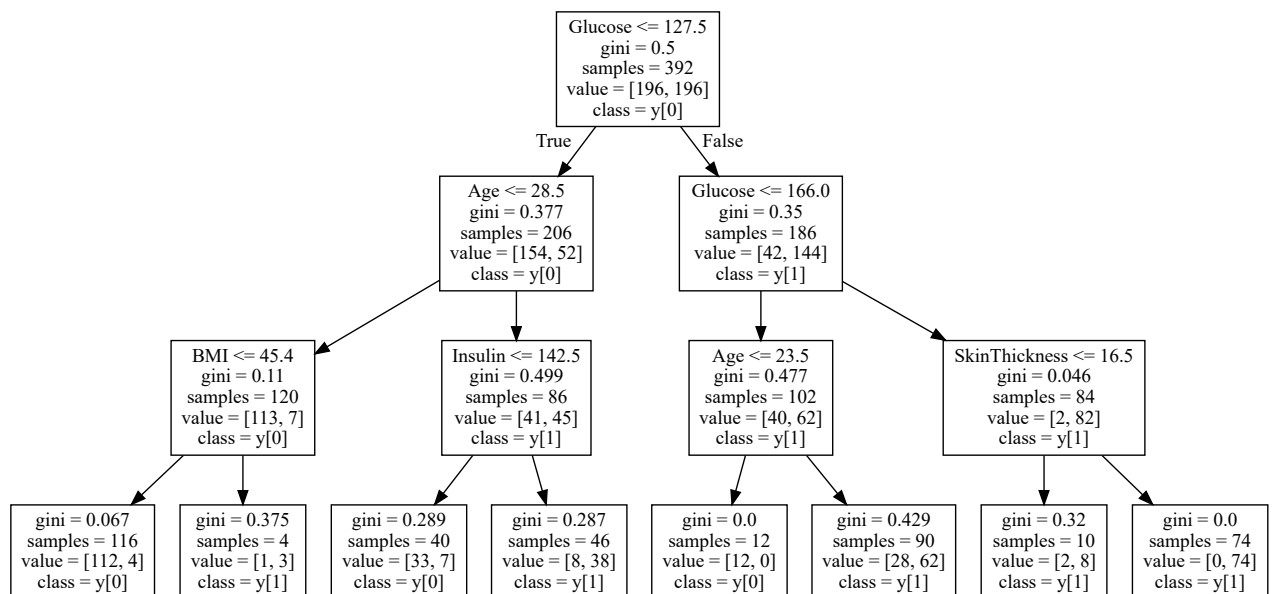 Glucose <= 127.5
gini = 0.5
samples = 392
value = [196, 196]
class = y[0]
True
False
Age <= 28.5
gini = 0.377
samples = 206
value = [154, 52]
class = y[0]
Glucose <= 166.0
gini = 0.35
samples = 186
value = [42, 144]
class = y[1]
BMI <= 45.4
gini = 0.11
samples = 120
value = [113, 7]
class = y[0]
Insulin <= 142.5
gini = 0.499
samples = 86
value = [41, 45]
class = y[1]
Age <= 23.5
gini = 0.477
samples = 102
value = [40, 62]
class = y[1]
SkinThickness <= 16.5
gini = 0.046
samples = 84
value = [2, 82]
class = y[1]
gini = 0.067
samples = 116
value = [112, 4]
class = y[0]
gini = 0.375
samples = 4
value = [1, 3]
class = y[1]
gini = 0.289
samples = 40
value = [33, 7]
class = y[0]
gini = 0.287
samples = 46
value = [8, 38]
class = y[1]
gini = 0.0
samples = 12
value = [12, 0]
class = y[0]
gini = 0.429
samples = 90
value = [28, 62]
class = y[1]
gini = 0.32
samples = 10
value = [2, 8]
class = y[1]
gini = 0.0
samples = 74
value = [0, 74]
class = y[1]